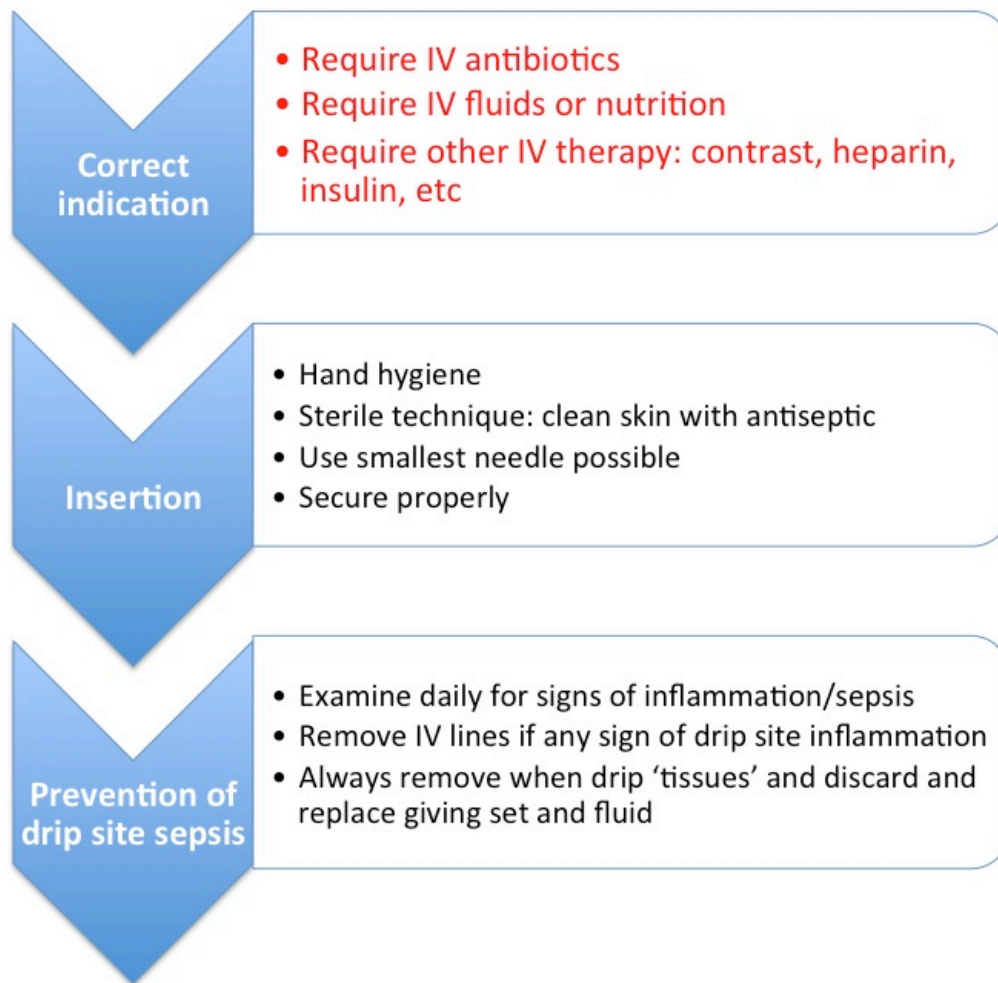 Correct
indication
• Require IV antibiotics
• Require IV fluids or nutrition
• Require other IV therapy: contrast, heparin,
insulin, etc
Insertion
• Hand hygiene
• Sterile technique: clean skin with antiseptic
• Use smallest needle possible
• Secure properly
Prevention of
drip site sepsis
• Examine daily for signs of inflammation/sepsis
• Remove IV lines if any sign of drip site inflammation
• Always remove when drip ‘tissues’ and discard and
replace giving set and fluid